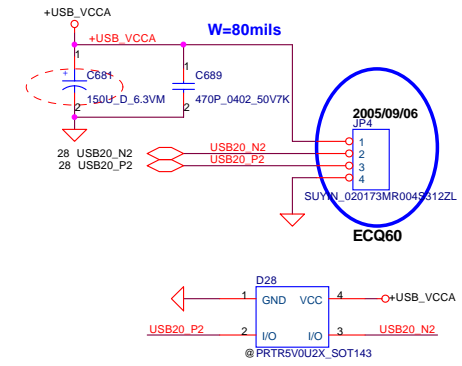 +USB_VCCA
+USB_VCCA
W=80mils
1
+
C681
150U_D_6.3VM
2
1
C689
470P_0402_50V7K
2
2005/09/06
JP4
28 USB20_N2
USB20_N2
28 USB20_P2
USB20_P2
1
2
3
4
SUYIN_020173MR004S312ZL
ECQ60
D28
1
GND
VCC
4
+USB_VCCA
USB20_P2
2
I/O
I/O
3
USB20_N2
@PRTR5V0U2X_SOT143